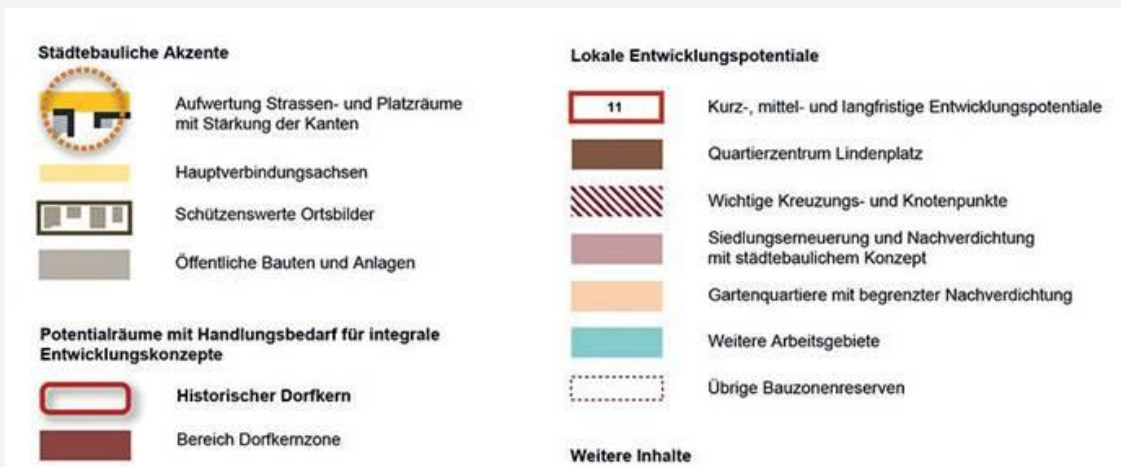 Städtebauliche Akzente
Aufwertung Strassen- und Platzräume
mit Stärkung der Kanten
Hauptverbindungsachsen
Schützenswerte Ortsbilder
Öffentliche Bauten und Anlagen
Potentialräume mit Handlungsbedarf für integrale
Entwicklungskonzepte
Historischer Dorfkern
Bereich Dorfkernzone
Lokale Entwicklungspotentiale
11
Kurz-, mittel- und langfristige Entwicklungspotentiale
Quartierzentrum Lindenplatz
Wichtige Kreuzungs- und Knotenpunkte
Siedlungserneuerung und Nachverdichtung
mit städtebaulichem Konzept
Gartenquartiere mit begrenzter Nachverdichtung
Weitere Arbeitsgebiete
Übrige Bauzonenreserven
Weitere Inhalte